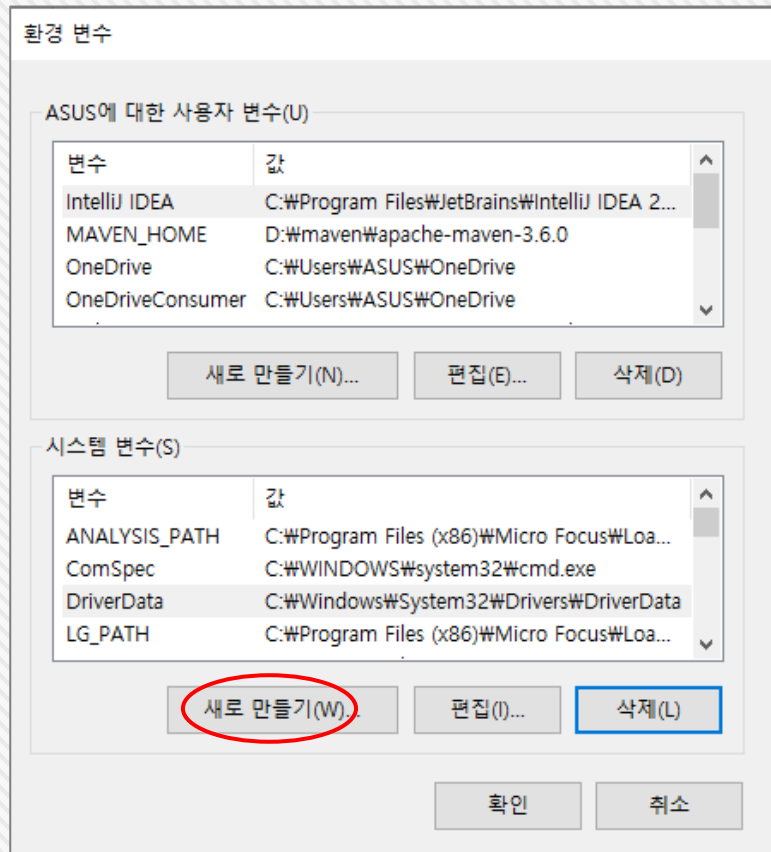 환경 변수
ASUS에 대한 사용자 변수(U)
변수 값
IntelliJ IDEA C:₩Program Files₩JetBrains₩IntelliJ IDEA 2...
MAVEN_HOME D:₩maven₩apache-maven-3.6.0
OneDrive C:₩Users₩ASUS₩OneDrive
OneDriveConsumer C:₩Users₩ASUS₩OneDrive
새로 만들기(N)... 편집(E)... 삭제(D)
시스템 변수(S)
변수 값
ANALYSIS_PATH C:₩Program Files (x86)₩Micro Focus₩Loa...
ComSpec C:₩WINDOWS₩system32₩cmd.exe
DriverData C:₩Windows₩System32₩Drivers₩DriverData
LG_PATH C:₩Program Files (x86)₩Micro Focus₩Loa...
새로 만들기(W)... 편집(I)... 삭제(L)
확인 취소